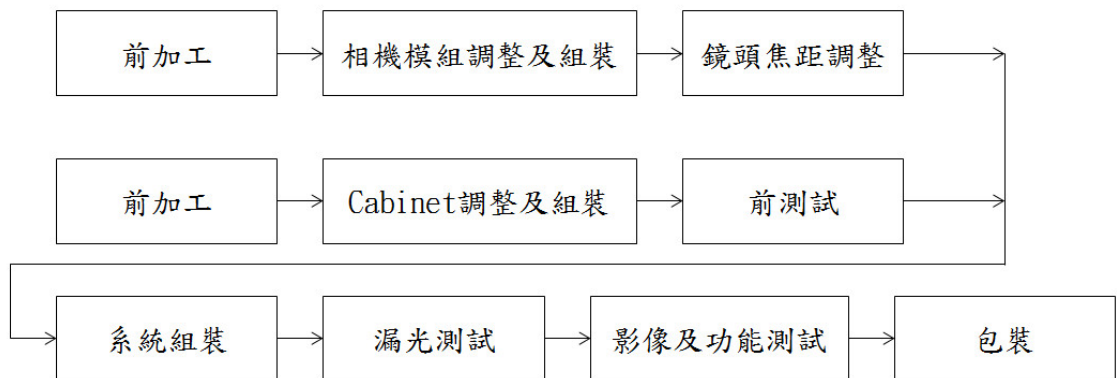 前加工
相機模組調整及組裝
鏡頭焦距調整
前加工
Cabinet調整及組裝
前測試
系統組裝
漏光測試
影像及功能測試
包裝